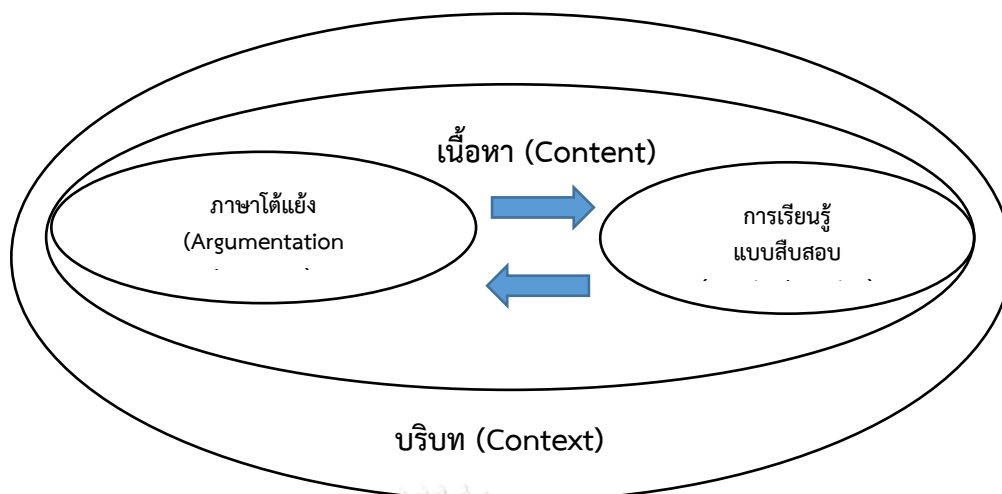 เนื้อหา (Content)
ภาษาโต้แย้ง
(Argumentation
การเรียนรู้
แบบสืบสอบ
บริบท (Context)